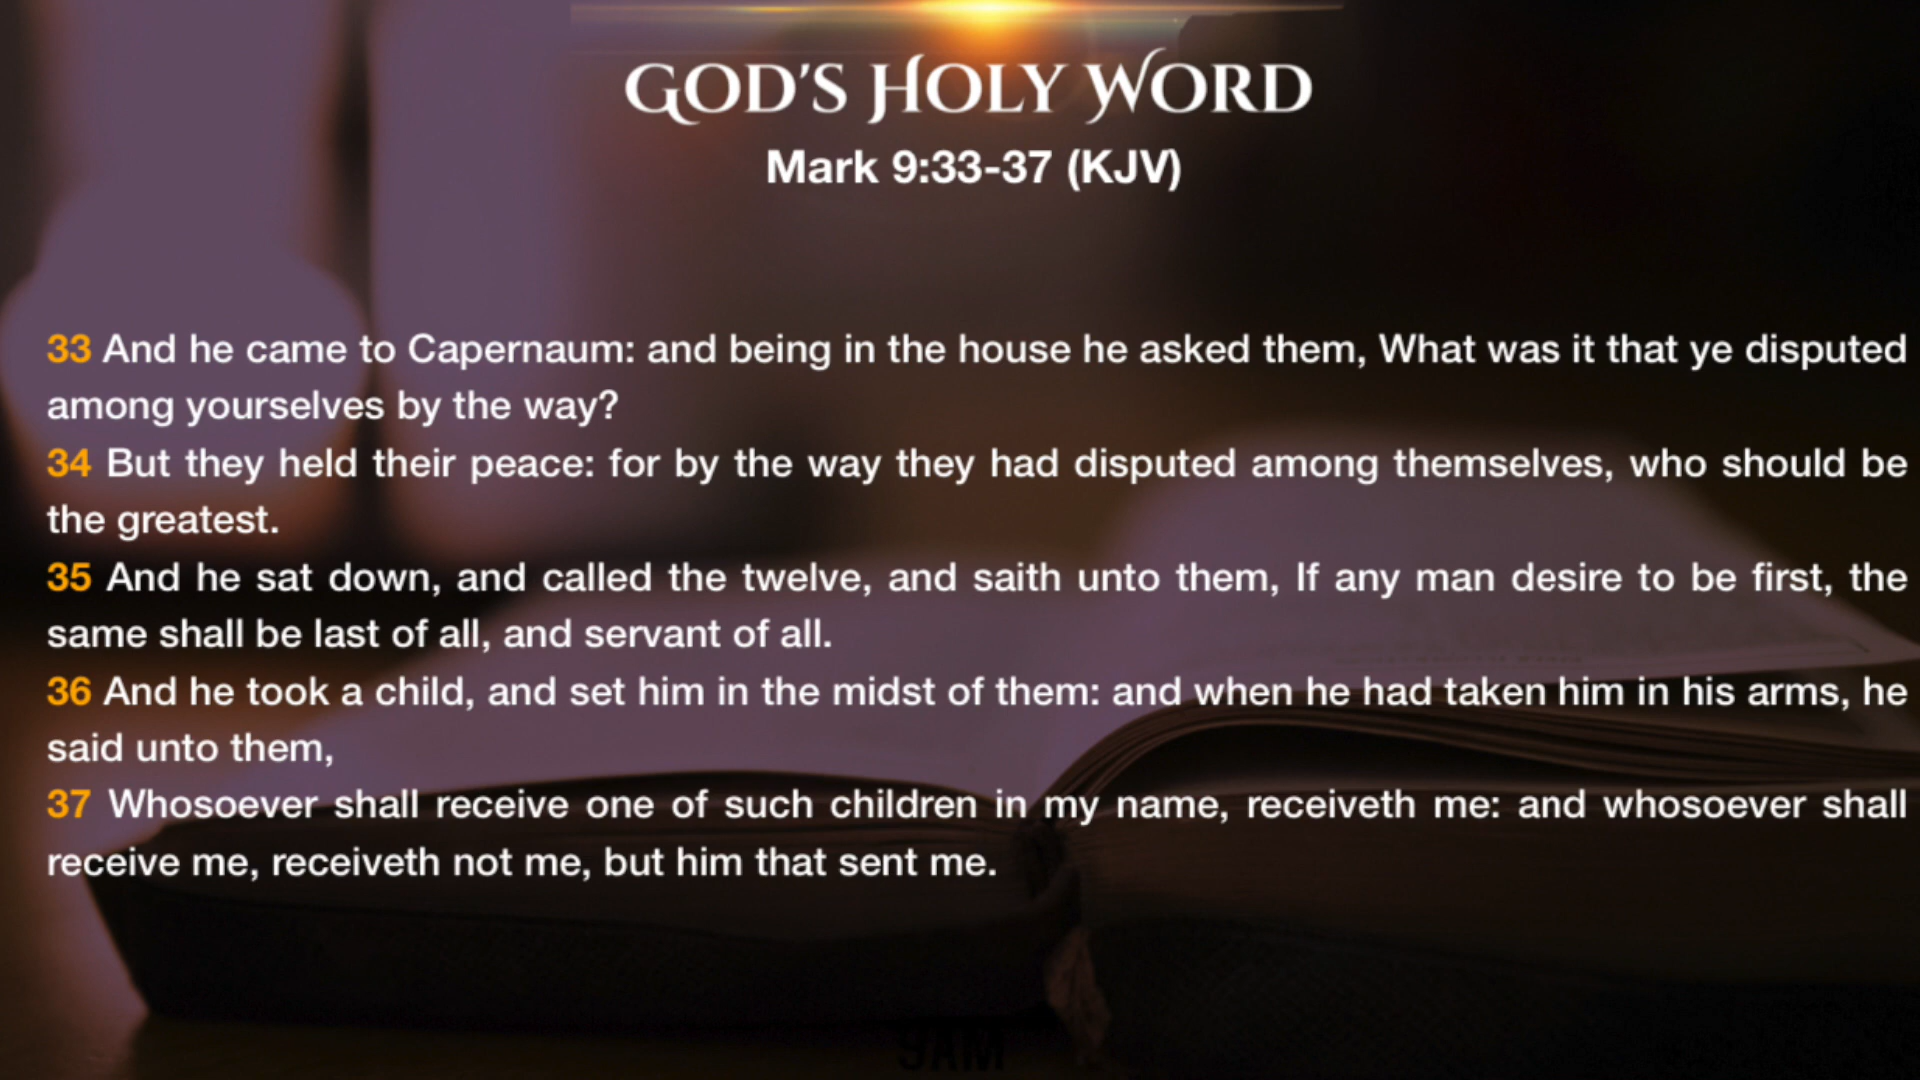 GOD'S HOLY WORD
Mark 9:33-37 (KJV)
33 And he came to Capernaum: and being in the house he asked them, What was it that ye disputed
among yourselves by the way?
34 But they held their peace: for by the way they had disputed among themselves, who should be
the greatest.
35 And he sat down, and called the twelve, and saith unto them, If any man desire to be first, the
same shall be last of all, and servant of all.
36 And he took a child, and set him in the midst of them: and when he had taken him in his arms, he
said unto them,
37 Whosoever shall receive one of such children in my name, receiveth me: and whosoever shall
receive me, receiveth not me, but him that sent me.
9AM